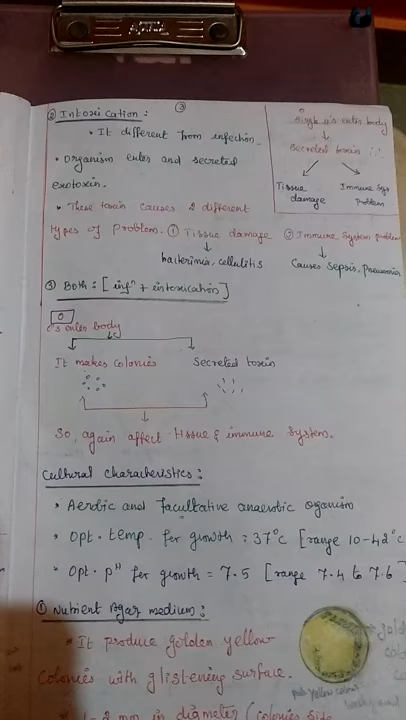 ③
② Intoxication :
• It different from infection.
• Organism enter and secreted
exotoxin.
• These toxin causes 2 different
types of problem. ① Tissue damage ② Immune system problem
↓ ↓
bacterimia, cellulitis Causes sepsis, pneumonia
enter body
↓
Secreted toxin
Tissue damage
Immune sys problem
③ Both : [infⁿ + intoxication]
o's enter body
It makes colonies Secreted toxin
↓
So, again affect tissue & immune system.
Cultural characteristics :
• Aerobic and facultative anaerobic organism
• Opt. temp. for growth : 37°C [range 10-42°C
• Opt. pH for growth = 7.5 [range 7.4 to 7.6]
① Nutrient Agar medium :
• It produce golden yellow
colonies with glistening surface.
mm in diameter (colonies size